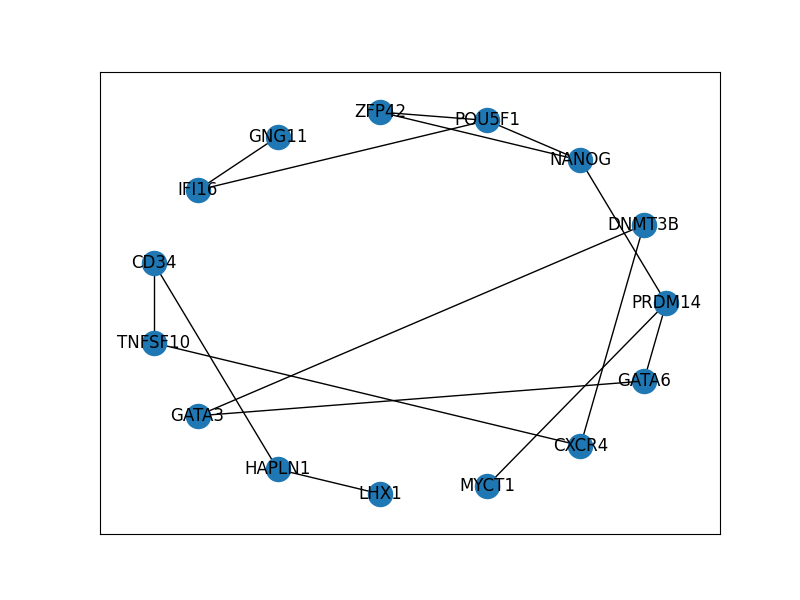 ZFP42
POU5F1
GNG11
NANOG
IFI16
DNMT3B
CD34
PRDM14
TNFSF10
GATA6
GATA3
CXCR4
HAPLN1
MYCT1
LHX1